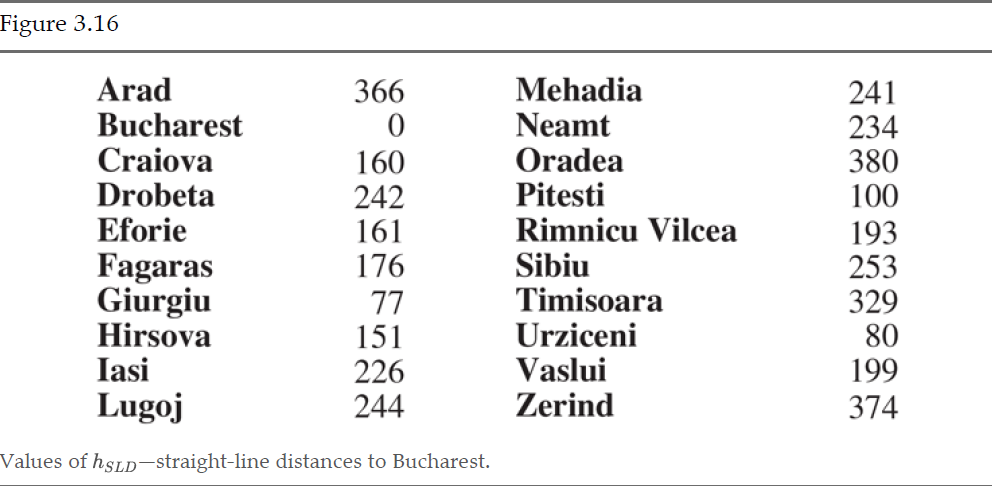 Figure 3.16
Arad 366 Mehadia 241
Bucharest 0 Neamt 234
Craiova 160 Oradea 380
Drobeta 242 Pitesti 100
Eforie 161 Rimnicu Vilcea 193
Fagaras 176 Sibiu 253
Giurgiu 77 Timisoara 329
Hirsova 151 Urziceni 80
Iasi 226 Vaslui 199
Lugoj 244 Zerind 374
Values of hSLD—straight-line distances to Bucharest.